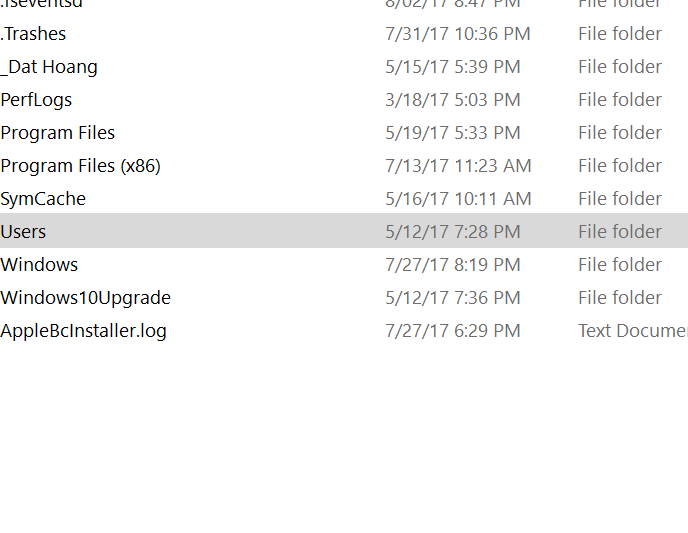 .fseventsd 8/02/17 8:47 PM File folder
.Trashes 7/31/17 10:36 PM File folder
_Dat Hoang 5/15/17 5:39 PM File folder
PerfLogs 3/18/17 5:03 PM File folder
Program Files 5/19/17 5:33 PM File folder
Program Files (x86) 7/13/17 11:23 AM File folder
SymCache 5/16/17 10:11 AM File folder
Users 5/12/17 7:28 PM File folder
Windows 7/27/17 8:19 PM File folder
Windows10Upgrade 5/12/17 7:36 PM File folder
AppleBcInstaller.log 7/27/17 6:29 PM Text Docume